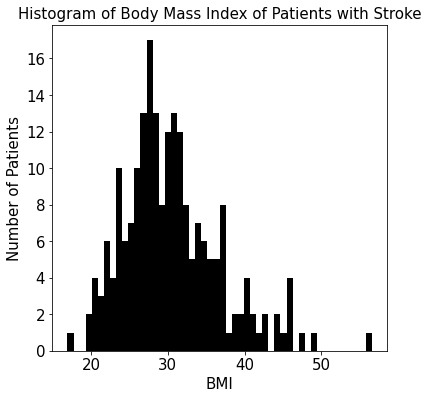 Histogram of Body Mass Index of Patients with Stroke
16
14
12
10
8
6
4
2
0
Number of Patients
20 30 40 50
BMI